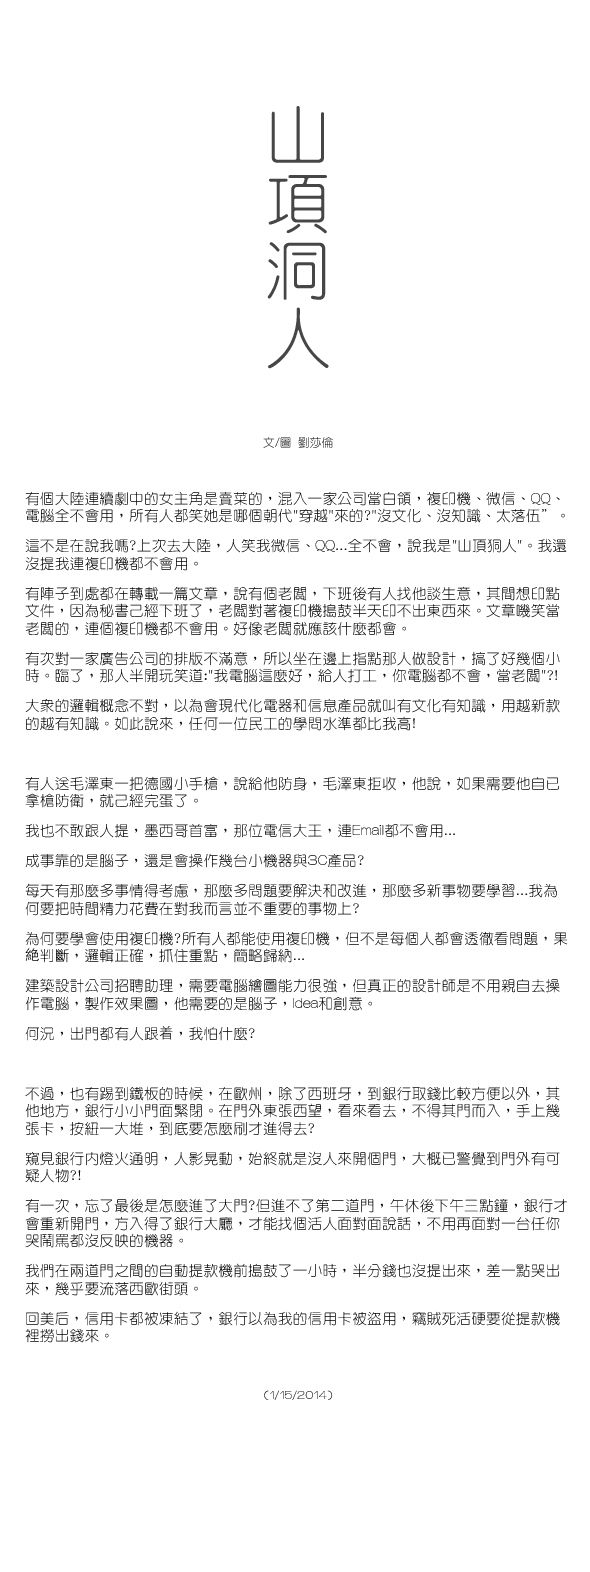 山
頂
洞
人
文/圖 劉莎倫
有個大陸連續劇中的女主角是賣菜的，混入一家公司當白領，複印機、微信、QQ、
電腦全不會用，所有人都笑她是哪個朝代"穿越"來的?"沒文化、沒知識、太落伍”。
這不是在說我嗎?上次去大陸，人笑我微信、QQ...全不會，說我是"山頂狪人"。我還
沒提我連複印機都不會用。
有陣子到處都在轉載一篇文章，說有個老闆，下班後有人找他談生意，其間想印點
文件，因為秘書己經下班了，老闆對著複印機搗鼓半天印不出東西來。文章嘰笑當
老闆的，連個複印機都不會用。好像老闆就應該什麼都會。
有次對一家廣告公司的排版不滿意，所以坐在邊上指點那人做設計，搞了好幾個小
時。臨了，那人半開玩笑道:"我電腦這麼好，給人打工，你電腦都不會，當老闆"?!
大衆的邏輯概念不對，以為會現代化電器和信息產品就叫有文化有知識，用越新款
的越有知識。如此說來，任何一位民工的學問水準都比我高!
有人送毛澤東一把德國小手槍，說給他防身，毛澤東拒收，他說，如果需要他自已
拿槍防衛，就己經完蛋了。
我也不敢跟人提，墨西哥首富，那位電信大王，連Email都不會用...
成事靠的是腦子，還是會操作幾台小機器與3C產品?
每天有那麼多事情得考慮，那麼多問題要解決和改進，那麼多新事物要學習...我為
何要把時間精力花費在對我而言並不重要的事物上?
為何要學會使用複印機?所有人都能使用複印機，但不是每個人都會透徹看問題，果
絶判斷，邏輯正確，抓住重點，簡略歸納...
建築設計公司招聘助理，需要電腦繪圖能力很強，但真正的設計師是不用親自去操
作電腦，製作效果圖，他需要的是腦子，idea和創意。
何況，出門都有人跟着，我怕什麼?
不過，也有踢到鐵板的時候，在歐州，除了西班牙，到銀行取錢比較方便以外，其
他地方，銀行小小門面緊閉。在門外東張西望，看來看去，不得其門而入，手上幾
張卡，按鈕一大堆，到底要怎麼刷才進得去?
窺見銀行内燈火通明，人影晃動，始終就是沒人來開個門，大概已警覺到門外有可
疑人物?!
有一次，忘了最後是怎麼進了大門?但進不了第二道門，午休後下午三點鐘，銀行才
會重新開門，方入得了銀行大廳，才能找個活人面對面說話，不用再面對一台任你
哭鬧罵都沒反映的機器。
我們在兩道門之間的自動提款機前搗鼓了一小時，半分錢也沒提出來，差一點哭出
來，幾乎要流落西歐街頭。
回美后，信用卡都被凍結了，銀行以為我的信用卡被盜用，竊賊死活硬要從提款機
裡撈出錢來。
(1/15/2014)